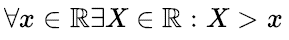 ∀x ∈ ℝ∃X ∈ ℝ : X > x